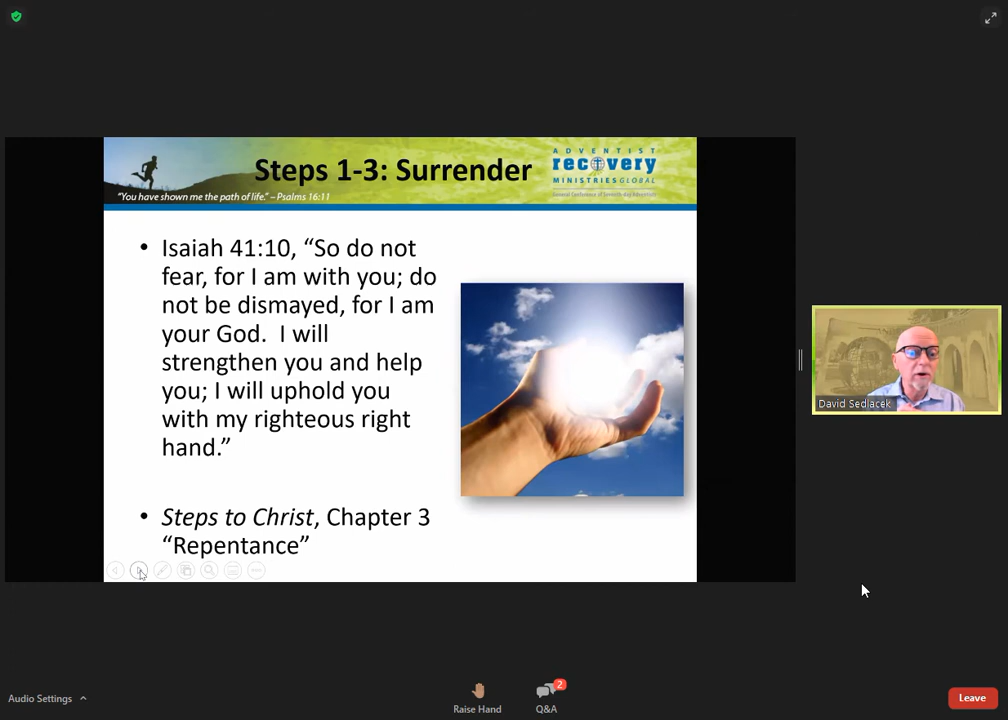 Steps 1-3: Surrender
ADVENTIST
recovery
MINISTRIES GLOBAL
General Conference of Seventh-day Adventists
“You have shown me the path of life.” – Psalms 16:11
• Isaiah 41:10, “So do not
fear, for I am with you; do
not be dismayed, for I am
your God.  I will
strengthen you and help
you; I will uphold you
with my righteous right
hand.”
• Steps to Christ, Chapter 3
“Repentance”
David Sedlacek
Audio Settings
Raise Hand
2
Q&A
Leave